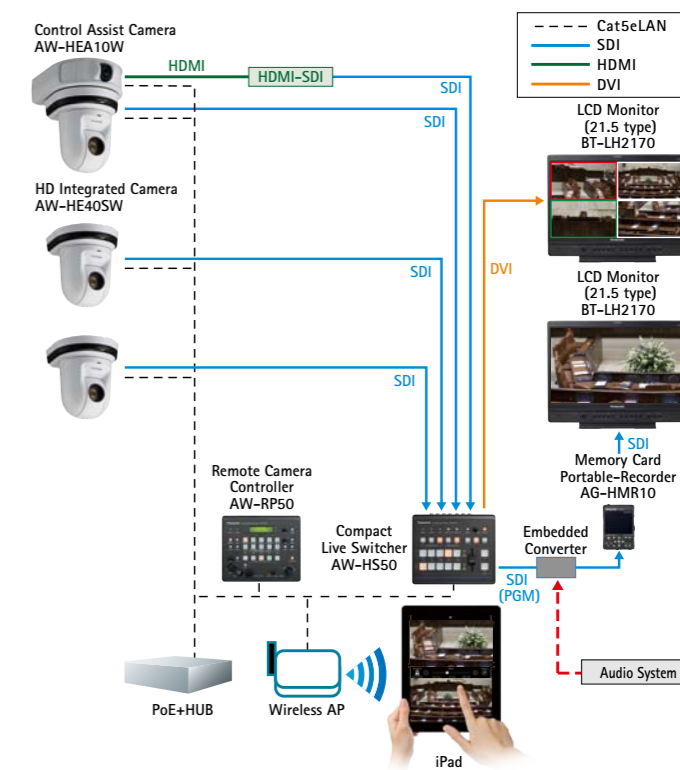 Control Assist Camera
AW-HEA10W
HDMI
HDMI-SDI
SDI
SDI
Cat5eLAN
SDI
HDMI
DVI
LCD Monitor
(21.5 type)
BT-LH2170
HD Integrated Camera
AW-HE40SW
SDI
DVI
LCD Monitor
(21.5 type)
BT-LH2170
SDI
SDI
Memory Card
Portable-Recorder
AG-HMR10
Remote Camera
Controller
AW-RP50
Compact
Live Switcher
AW-HS50
Embedded
Converter
SDI
(PGM)
Audio System
PoE+HUB
Wireless AP
iPad